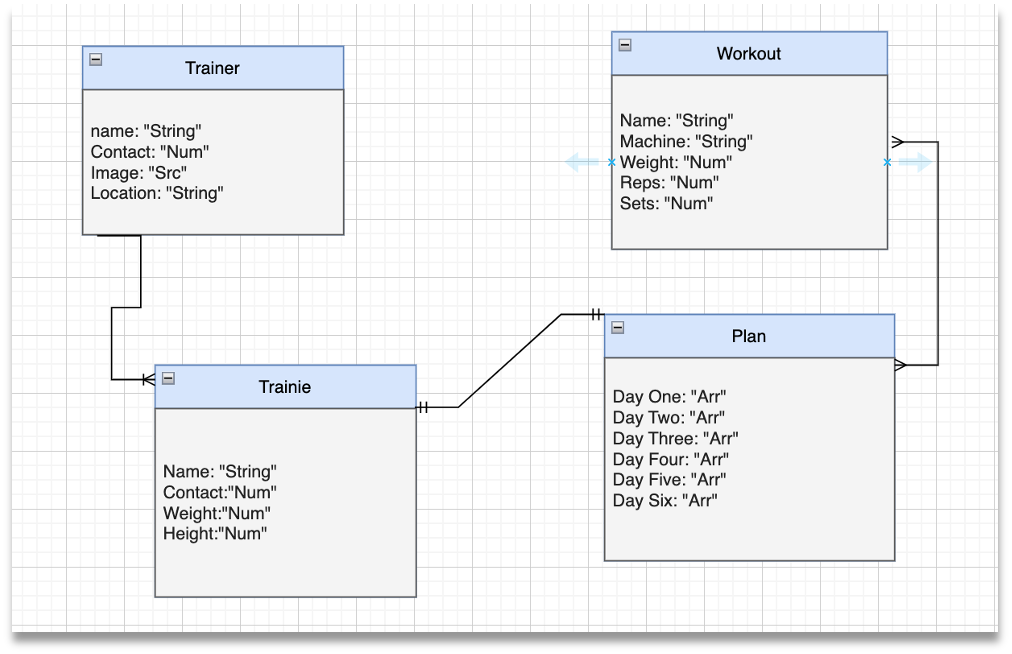 Trainer
name: "String"
Contact: "Num"
Image: "Src"
Location: "String"
Workout
Name: "String"
Machine: "String"
Weight: "Num"
Reps: "Num"
Sets: "Num"
Trainie
Name: "String"
Contact:"Num"
Weight:"Num"
Height:"Num"
Plan
Day One: "Arr"
Day Two: "Arr"
Day Three: "Arr"
Day Four: "Arr"
Day Five: "Arr"
Day Six: "Arr"